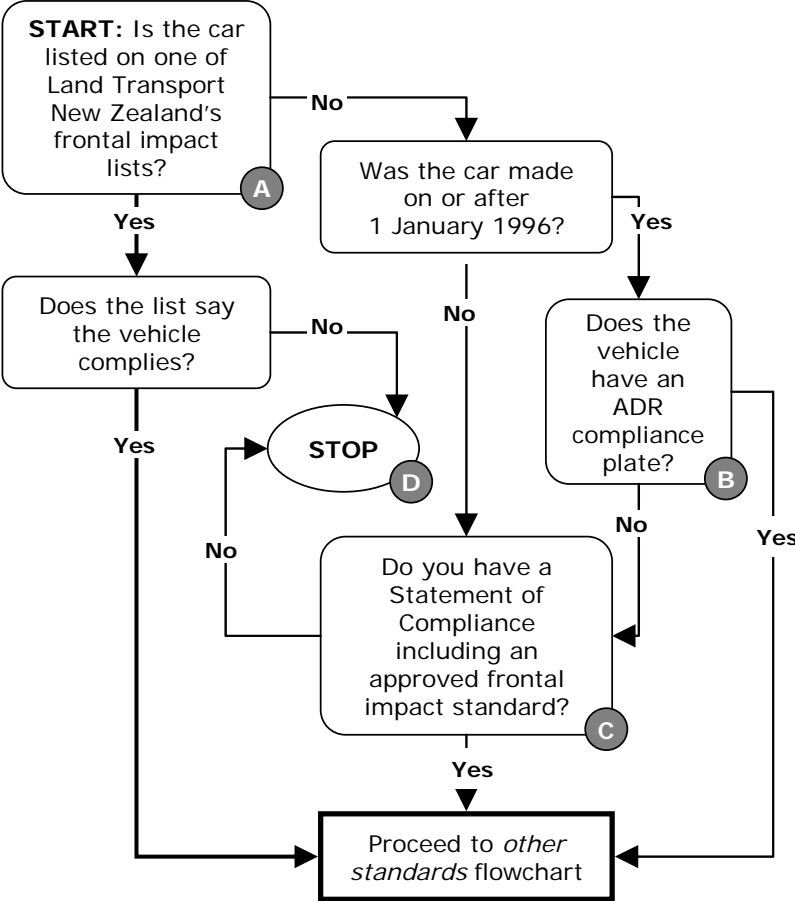 START: Is the car
listed on one of
Land Transport
New Zealand's
frontal impact
lists?
A
No
Yes
Was the car made
on or after
1 January 1996?
Yes
No
Does the list say
the vehicle
complies?
No
Yes
STOP
D
Does the
vehicle
have an
ADR
compliance
plate?
B
No
Yes
Do you have a
Statement of
Compliance
including an
approved frontal
impact standard?
C
No
Yes
Proceed to other
standards flowchart